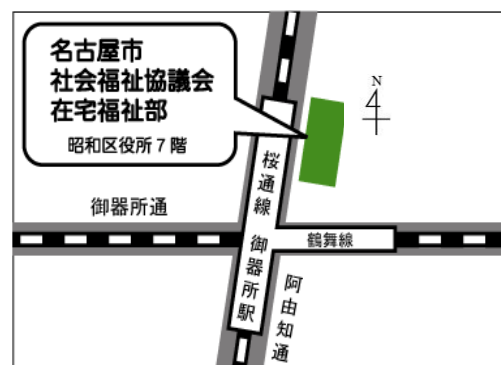 名古屋市
社会福祉協議会
在宅福祉部
昭和区役所7階
N
御器所通
桜通線 御器所駅
鶴舞線
阿由知通